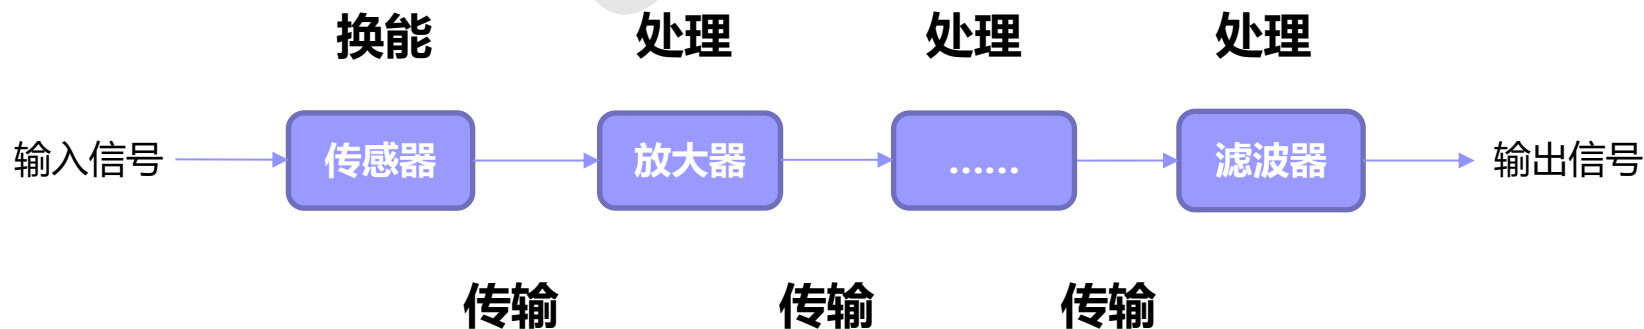 换能 处理 处理 处理
输入信号 传感器 放大器 …… 滤波器 输出信号
传输 传输 传输